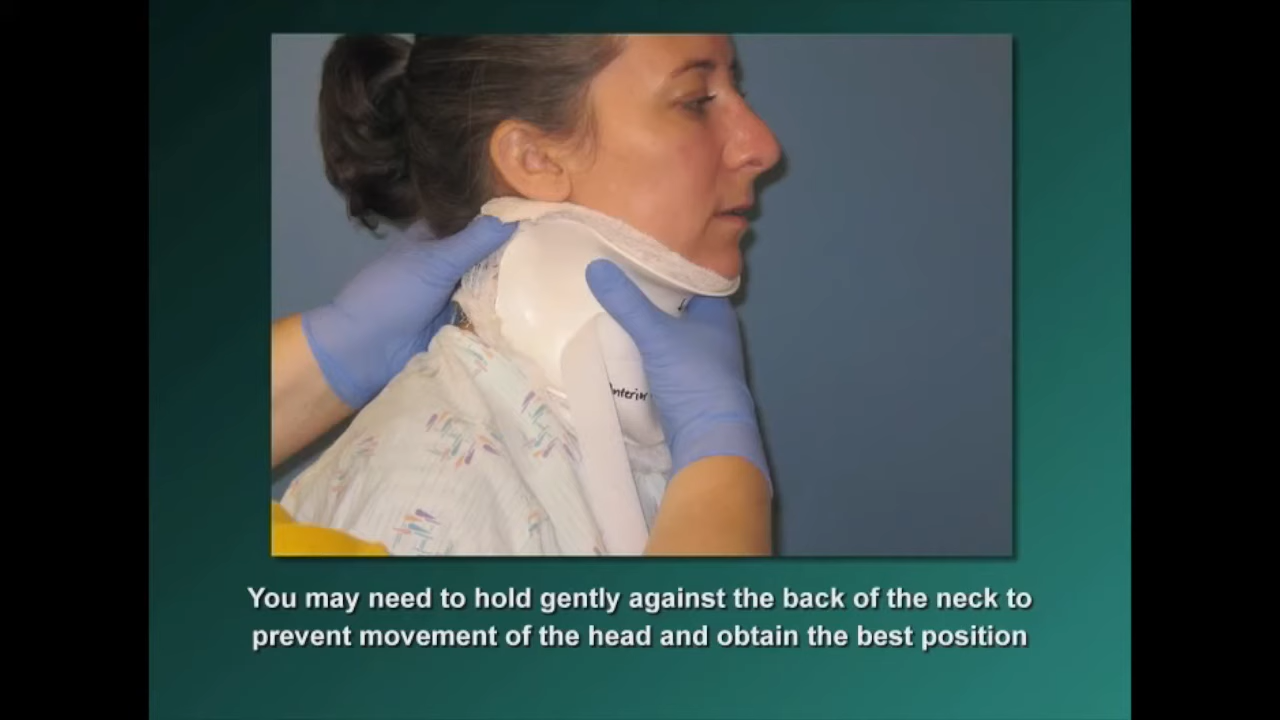 Anterior
You may need to hold gently against the back of the neck to
prevent movement of the head and obtain the best position